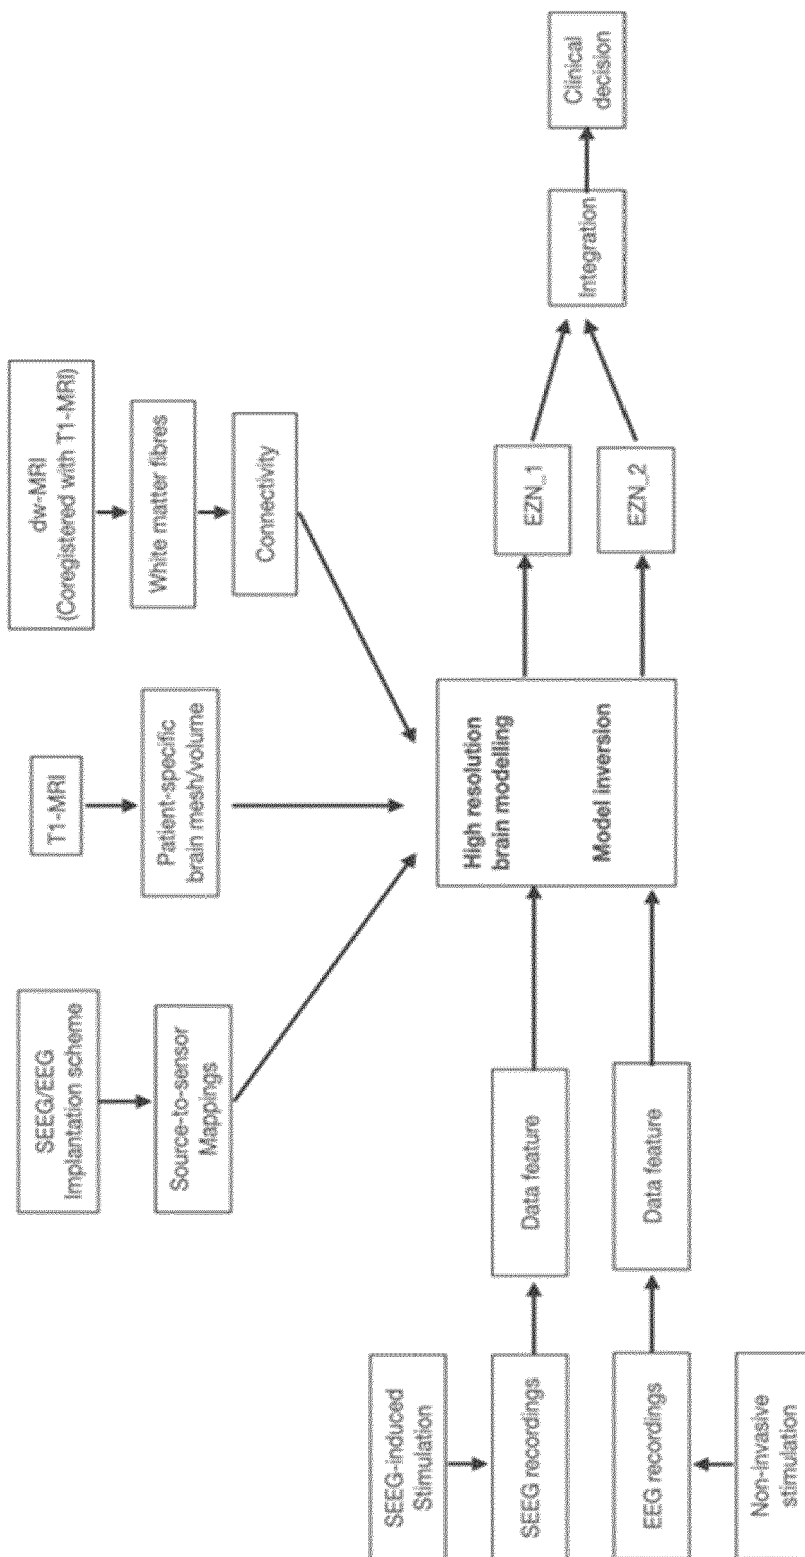 SEEG/EEG
Implantation scheme
T1-MRI
dw-MRI
(Coregistered with T1-MRI)
Source-to-sensor
Mappings
Patient-specific
brain mesh/volume
White matter fibres
Connectivity
SEEG-induced
Stimulation
SEEG recordings
Data feature
High resolution
brain modelling
Model inversion
EZN_1
Integration
Clinical
decision
EEG recordings
Data feature
EZN_2
Non-invasive
stimulation